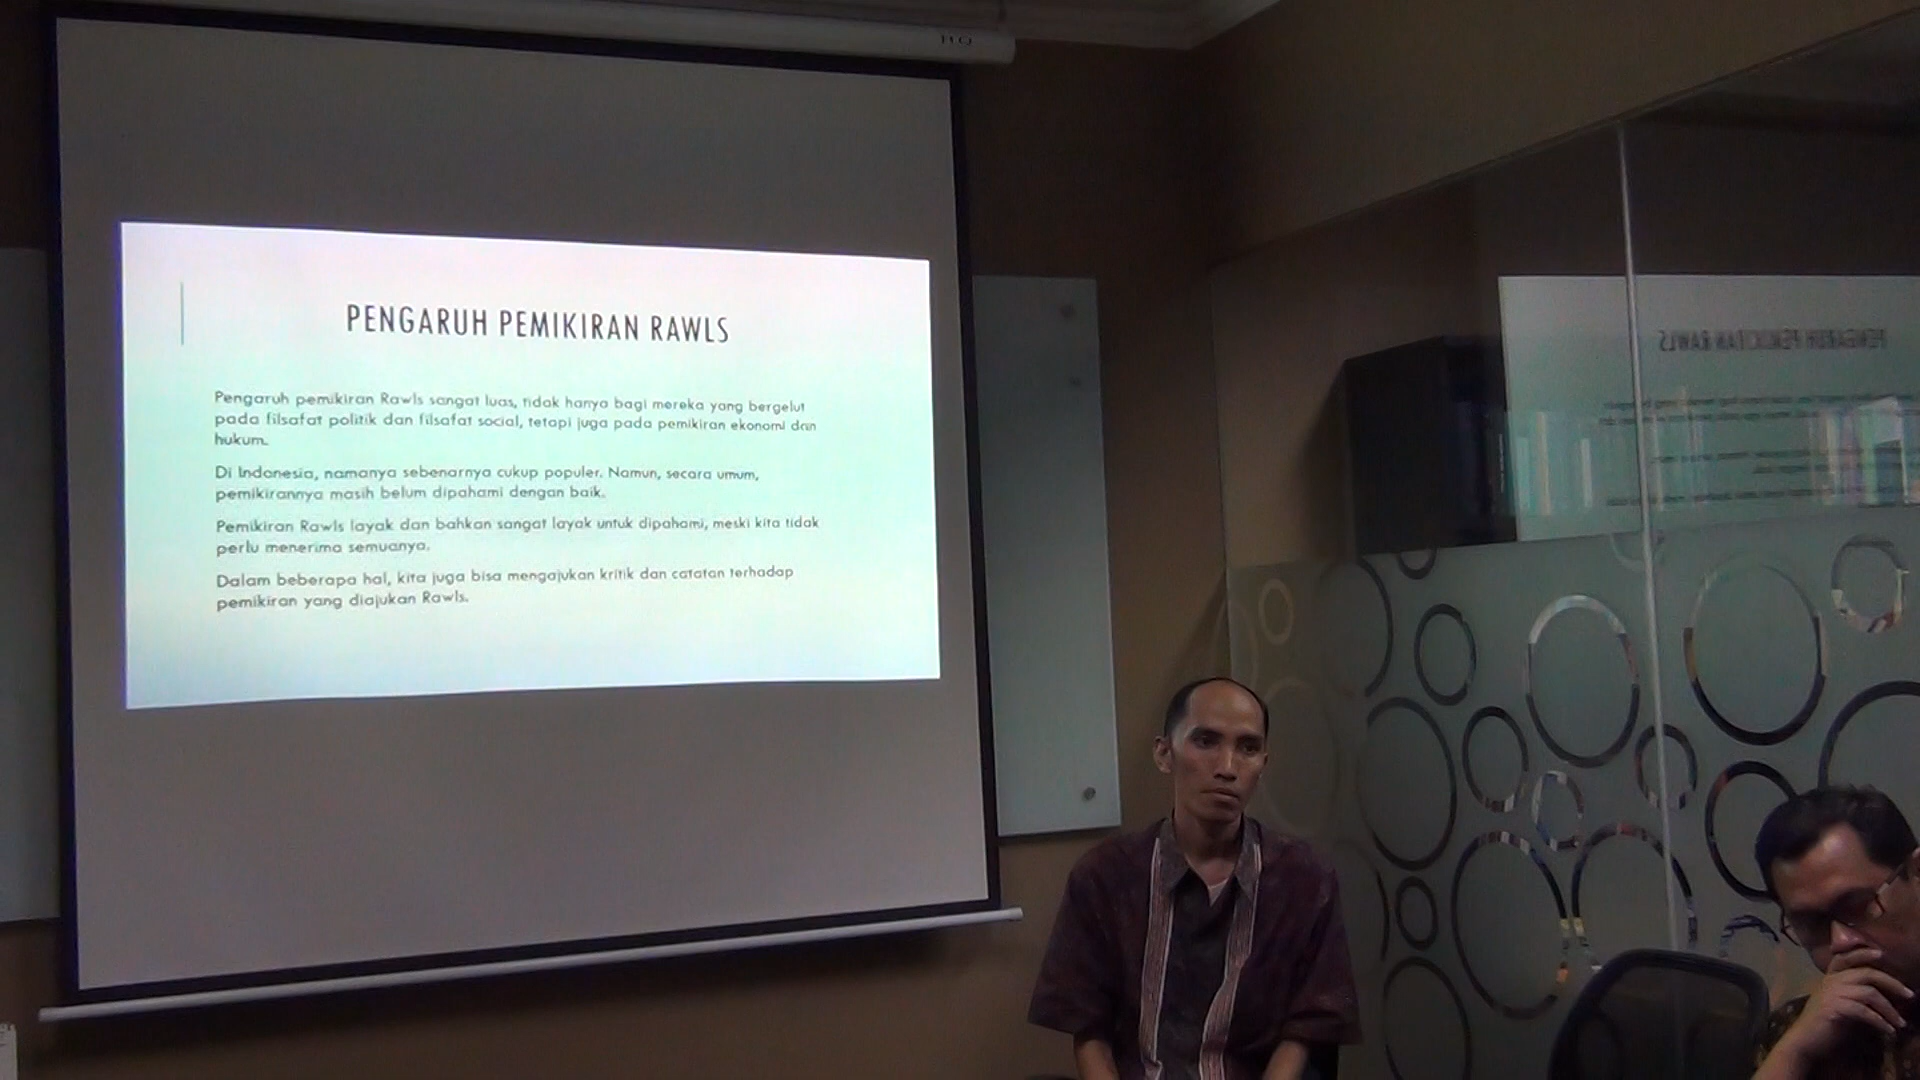 PENGARUH PEMIKIRAN RAWLS
Pengaruh pemikiran Rawls sangat luas, tidak hanya bagi mereka yang bergelut
pada filsafat politik dan filsafat social, tetapi juga pada pemikiran ekonomi dan
hukum.
Di Indonesia, namanya sebenarnya cukup populer. Namun, secara umum,
pemikirannya masih belum dipahami dengan baik.
Pemikiran Rawls layak dan bahkan sangat layak untuk dipahami, meski kita tidak
perlu menerima semuanya.
Dalam beberapa hal, kita juga bisa mengajukan kritik dan catatan terhadap
pemikiran yang diajukan Rawls.
PENGARUH PEMIKIRAN RAWLS